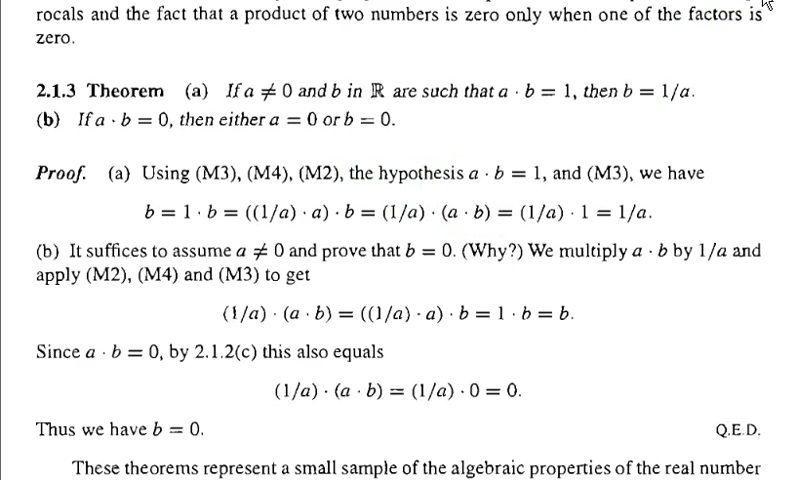 rocals and the fact that a product of two numbers is zero only when one of the factors is
zero.
2.1.3 Theorem (a) If a ≠ 0 and b in ℝ are such that a · b = 1, then b = 1/a.
(b) If a · b = 0, then either a = 0 or b = 0.
Proof. (a) Using (M3), (M4), (M2), the hypothesis a · b = 1, and (M3), we have
b = 1 · b = ((1/a) · a) · b = (1/a) · (a · b) = (1/a) · 1 = 1/a.
(b) It suffices to assume a ≠ 0 and prove that b = 0. (Why?) We multiply a · b by 1/a and
apply (M2), (M4) and (M3) to get
(1/a) · (a · b) = ((1/a) · a) · b = 1 · b = b.
Since a · b = 0, by 2.1.2(c) this also equals
(1/a) · (a · b) = (1/a) · 0 = 0.
Thus we have b = 0. Q.E.D.
These theorems represent a small sample of the algebraic properties of the real number